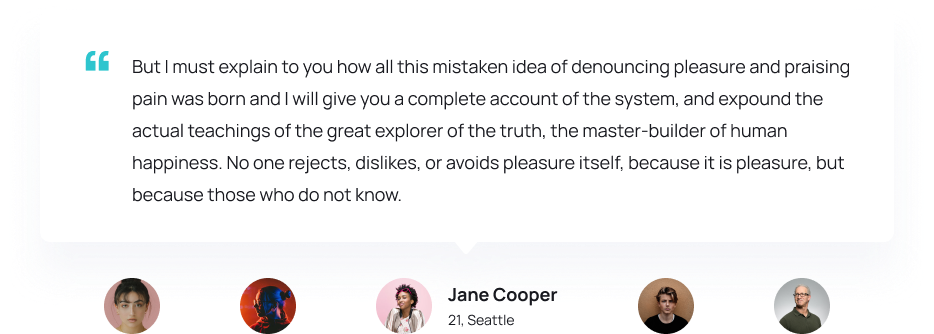 “
But I must explain to you how all this mistaken idea of denouncing pleasure and praising
pain was born and I will give you a complete account of the system, and expound the
actual teachings of the great explorer of the truth, the master-builder of human
happiness. No one rejects, dislikes, or avoids pleasure itself, because it is pleasure, but
because those who do not know.
Jane Cooper
21, Seattle